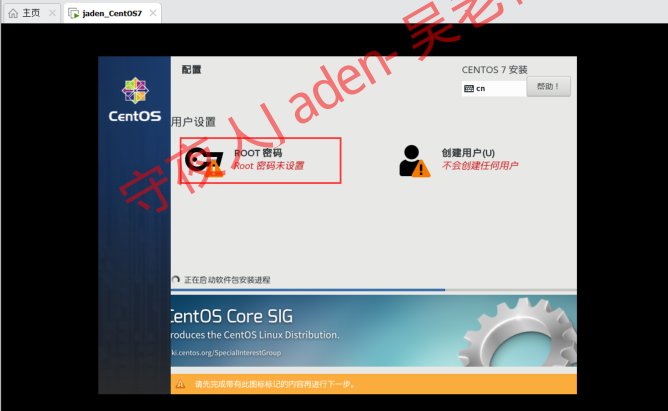 主页
jaden_CentOS7
配置
CENTOS 7 安装
cn
帮助！
CentOS
用户设置
ROOT 密码
Root 密码未设置
创建用户(U)
不会创建任何用户
守夜人Jaden-吴老
正在启动软件包安装进程
CentOS Core SIG
roduces the CentOS Linux Distribution.
ki.centos.org/SpecialInterestGroup
请先完成带有此图标标记的内容再进行下一步。